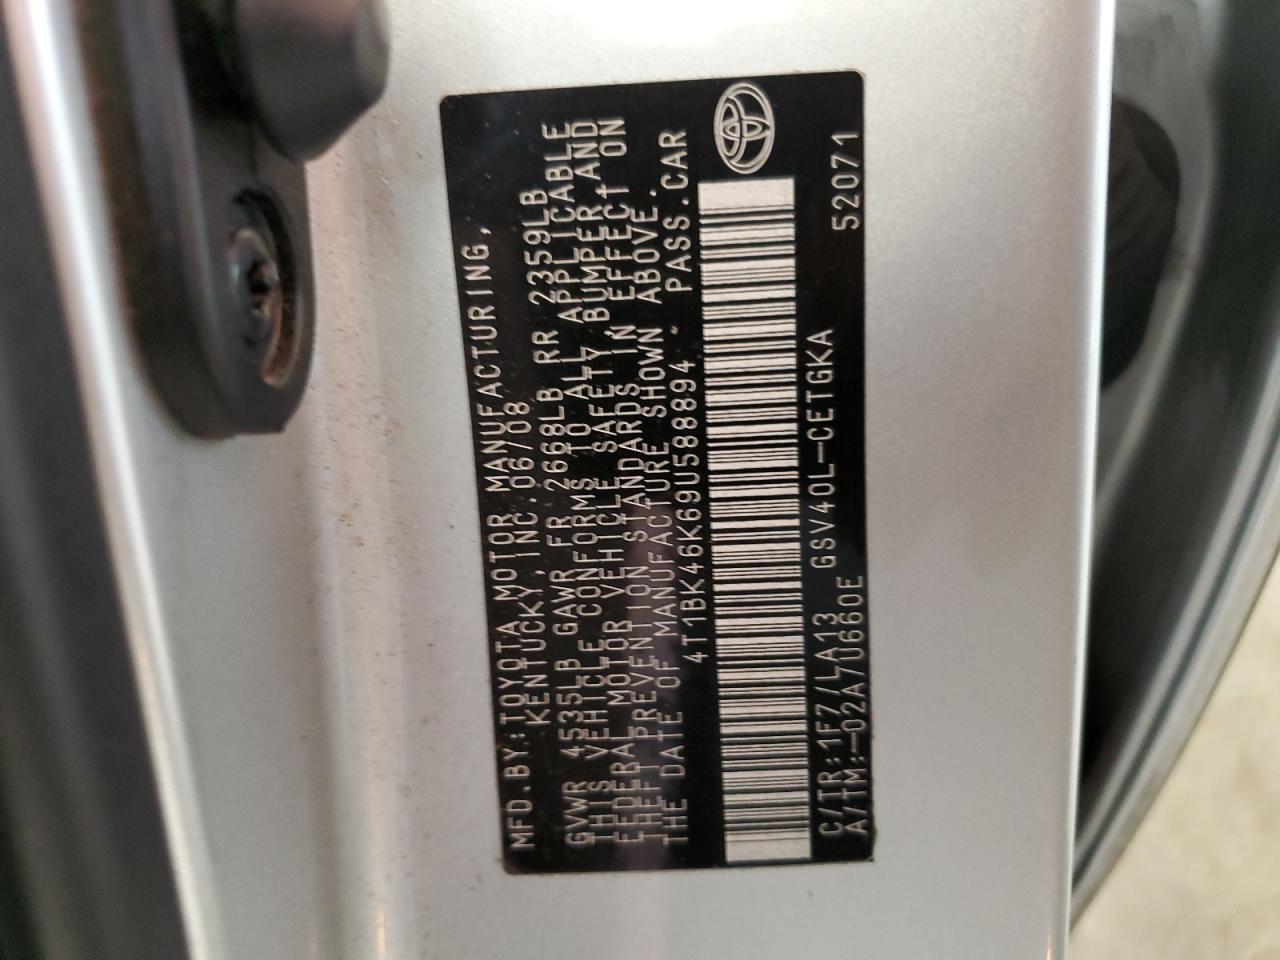 MFD.BY:TOYOTA MOTOR MANUFACTURING,
KENTUCKY,INC.06/08
GVWR 4535LB GAWR FR 2668LB RR 2359LB
THIS VEHICLE CONFORMS TO ALL APPLICABLE
FEDERAL MOTOR VEHICLE SAFETY,BUMPER,AND
THEFT PREVENTION STANDARDS IN EFFECT ON
THE DATE OF MANUFACTURE SHOWN ABOVE.
4T1BK46K69U588894 PASS.CAR
C/TR:1F7/LA13 GSV40L-CETGKA 52071
A/TM:-02A/U660E